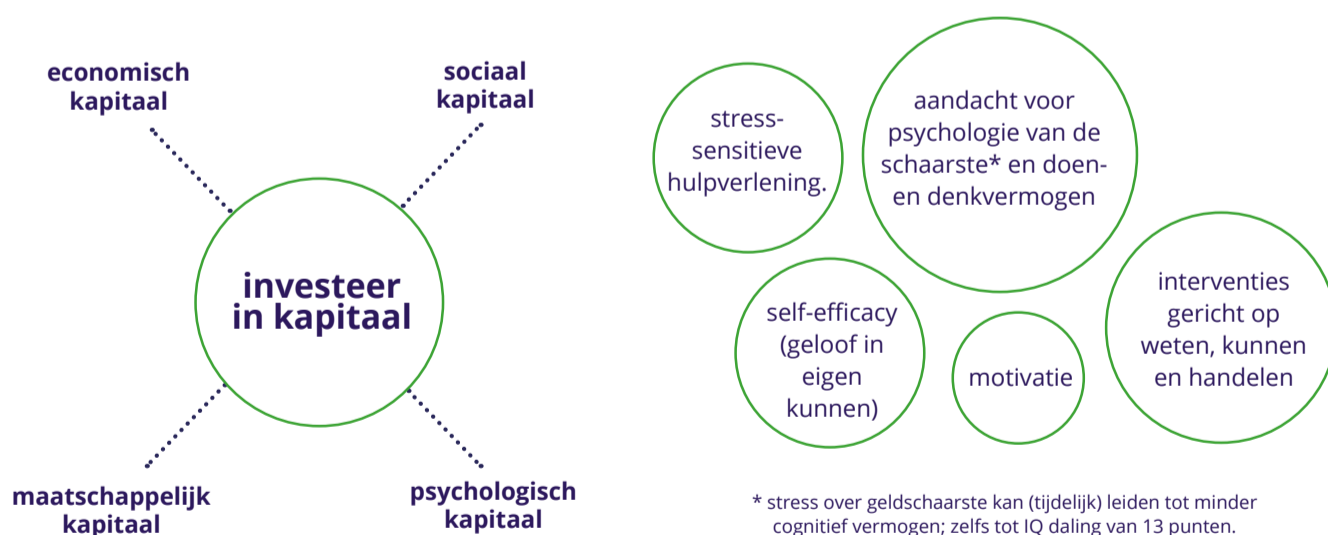 economisch
kapitaal
sociaal
kapitaal
investeer
in kapitaal
maatschappelijk
kapitaal
psychologisch
kapitaal
stress-
sensitieve
hulpverlening.
aandacht voor
psychologie van de
schaarste* en doen-
en denkvermogen
self-efficacy
(geloof in
eigen
kunnen)
motivatie
interventies
gericht op
weten, kunnen
en handelen
* stress over geldschaarste kan (tijdelijk) leiden tot minder
cognitief vermogen; zelfs tot IQ daling van 13 punten.